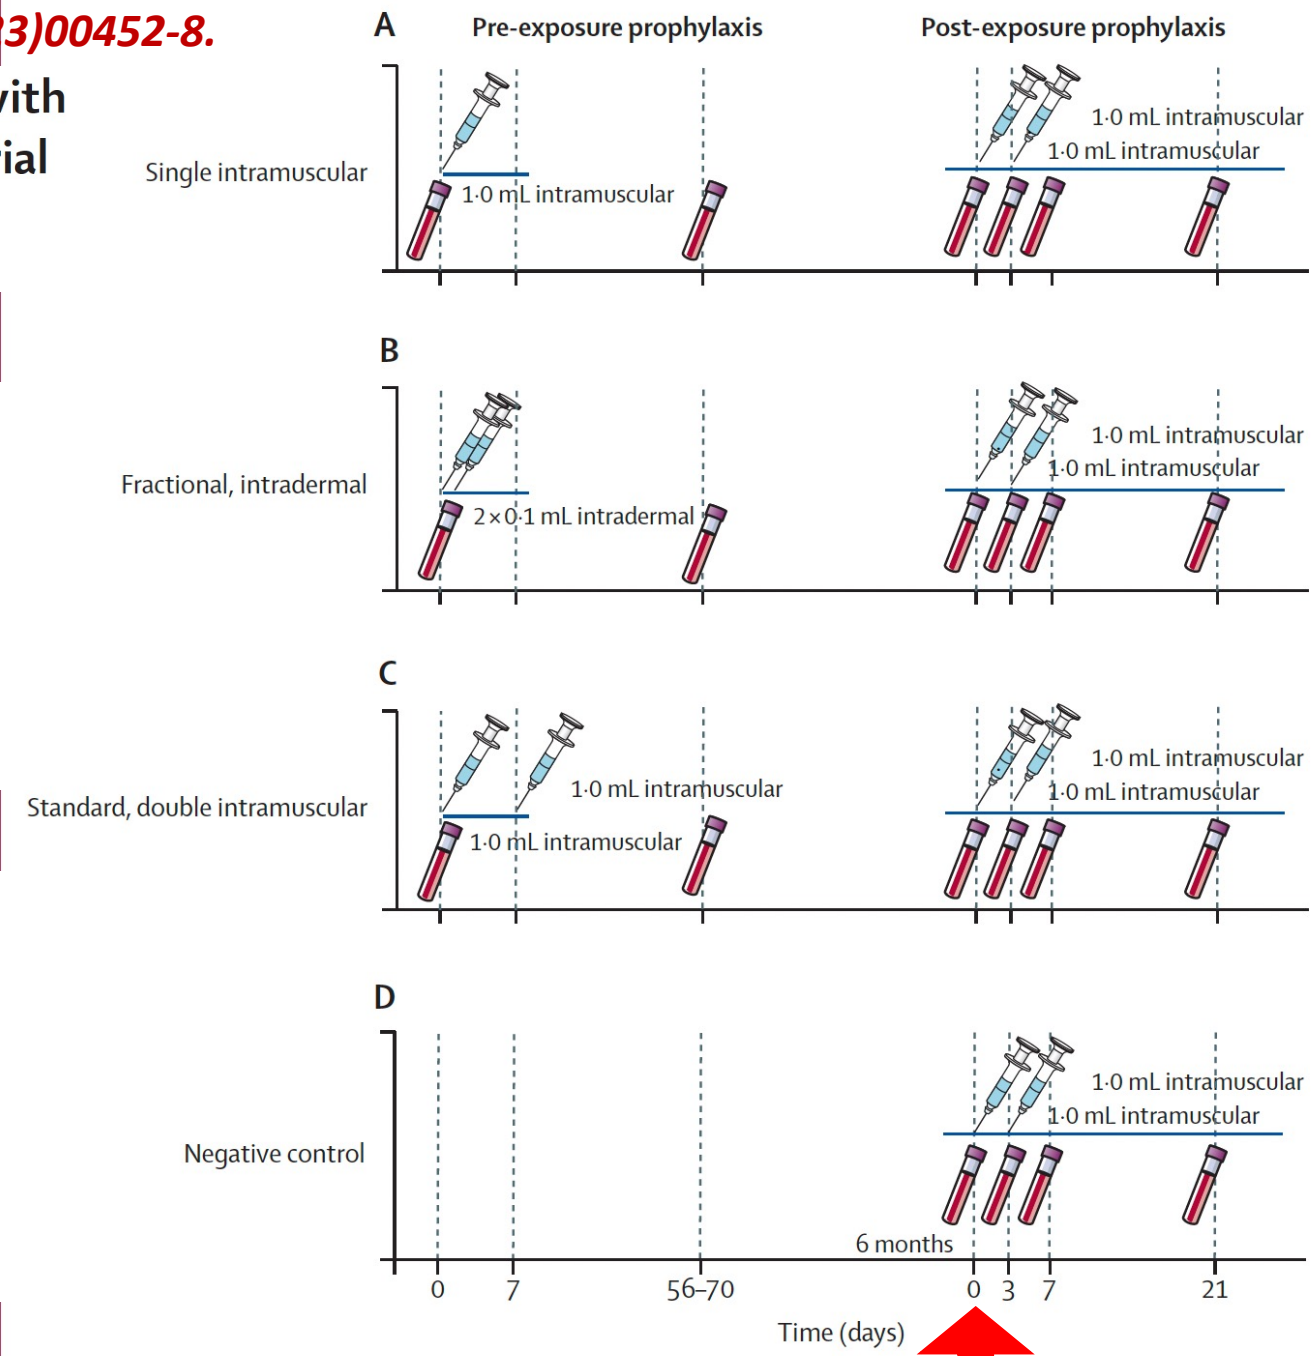 3)00452-8.
with
rial
A
Pre-exposure prophylaxis
Post-exposure prophylaxis
1·0 mL intramuscular
1·0 mL intramuscular
Single intramuscular
1·0 mL intramuscular
B
1·0 mL intramuscular
1·0 mL intramuscular
Fractional, intradermal
2×0·1 mL intradermal
C
1·0 mL intramuscular
1·0 mL intramuscular
1·0 mL intramuscular
Standard, double intramuscular
1·0 mL intramuscular
D
1·0 mL intramuscular
1·0 mL intramuscular
Negative control
6 months
0 7 56–70 0 3 7 21
Time (days)